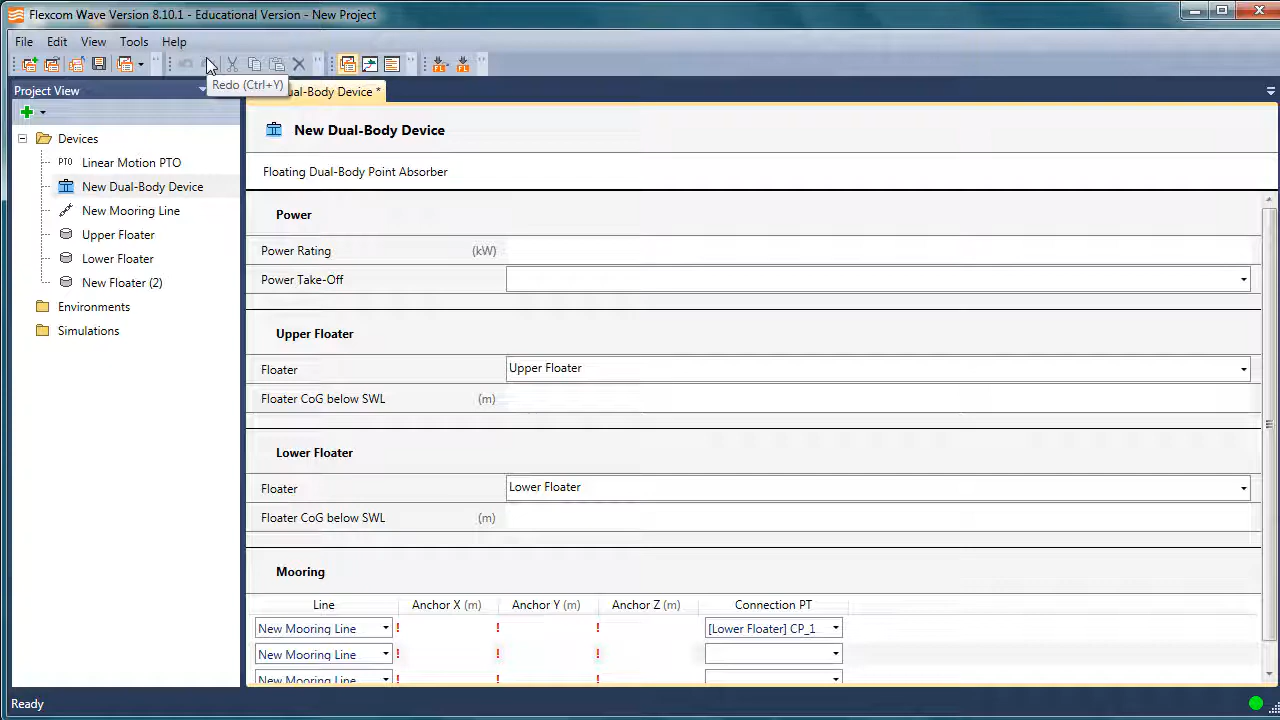 Flexcom Wave Version 8.10.1 - Educational Version - New Project
File Edit View Tools Help
Redo (Ctrl+Y)
Project View
Dual-Body Device *
Devices
PTO Linear Motion PTO
New Dual-Body Device
New Mooring Line
Upper Floater
Lower Floater
New Floater (2)
Environments
Simulations
New Dual-Body Device
Floating Dual-Body Point Absorber
Power
Power Rating (kW)
Power Take-Off
Upper Floater
Floater Upper Floater
Floater CoG below SWL (m)
Lower Floater
Floater Lower Floater
Floater CoG below SWL (m)
Mooring
Line Anchor X (m) Anchor Y (m) Anchor Z (m) Connection PT
New Mooring Line ! ! ! [Lower Floater] CP_1
New Mooring Line ! ! !
New Mooring Line ! ! !
Ready